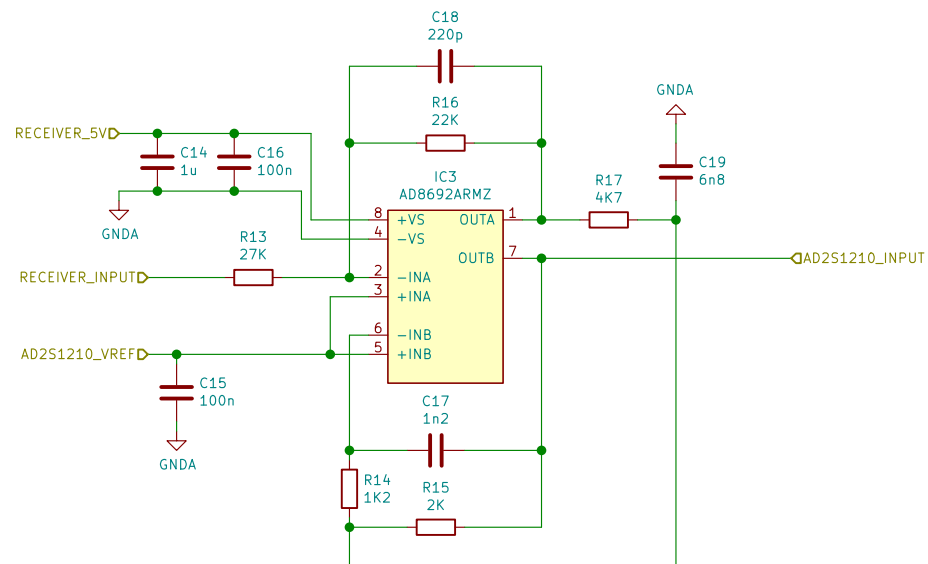 C18
220p
GNDA
R16
22K
RECEIVER_5V
C14
1u
C16
100n
C19
6n8
IC3
AD8692ARMZ
R17
4K7
8 +VS OUTA 1
4 -VS
GNDA
R13
27K
OUTB 7
AD2S1210_INPUT
RECEIVER_INPUT
2 -INA
3 +INA
6 -INB
AD2S1210_VREF
5 +INB
C15
100n
C17
1n2
GNDA
R14
1K2
R15
2K